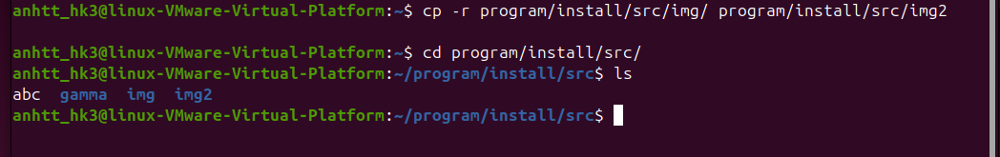 anhtt_hk3@linux-VMware-Virtual-Platform:~$ cp -r program/install/src/img/ program/install/src/img2
anhtt_hk3@linux-VMware-Virtual-Platform:~$ cd program/install/src/
anhtt_hk3@linux-VMware-Virtual-Platform:~/program/install/src$ ls
abc  gamma  img  img2
anhtt_hk3@linux-VMware-Virtual-Platform:~/program/install/src$